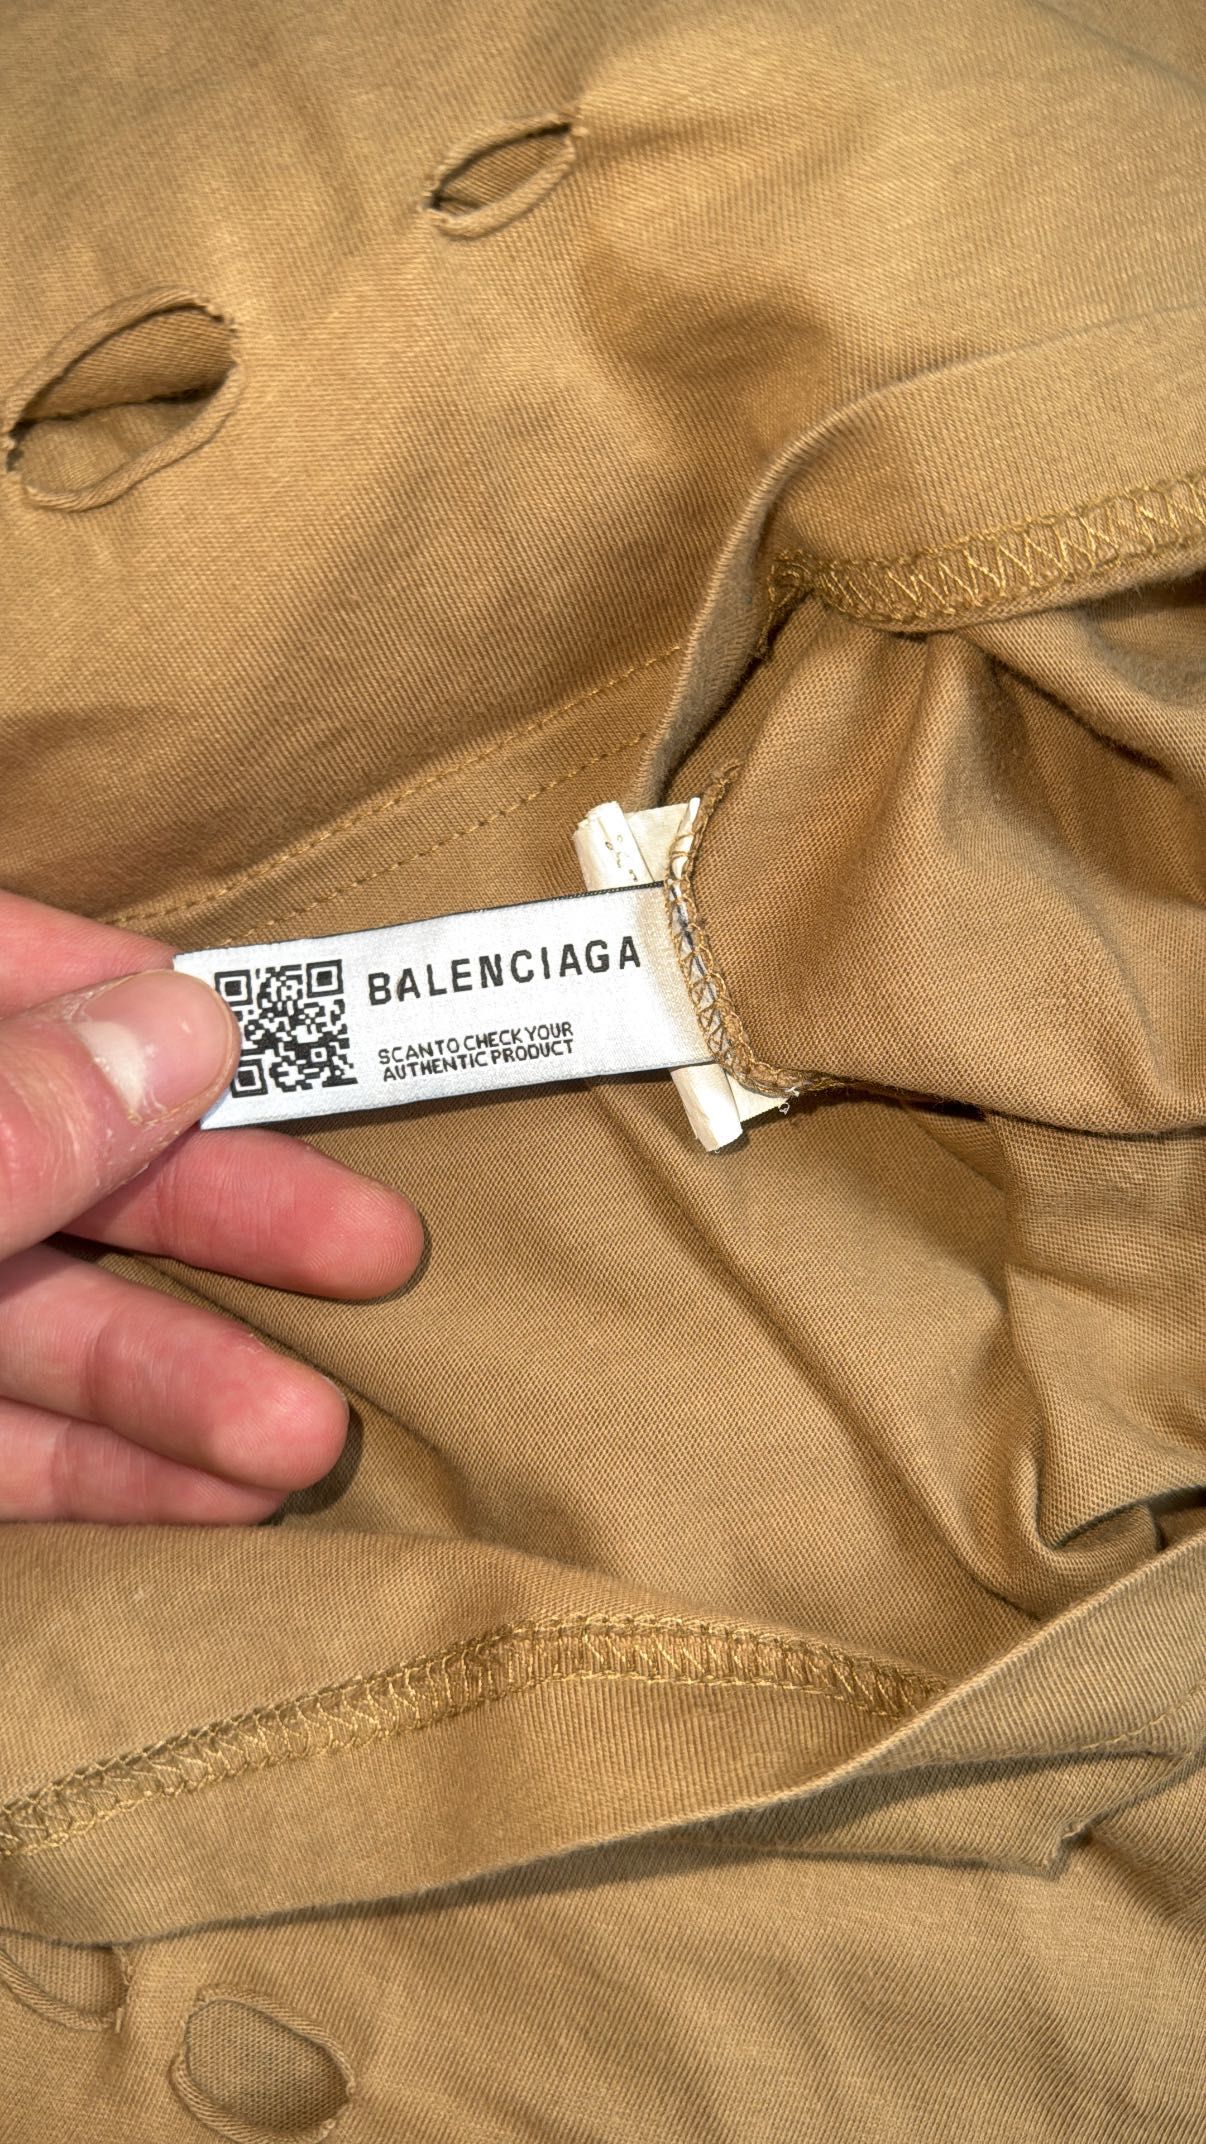 BALENCIAGA
SCAN TO CHECK YOUR
AUTHENTIC PRODUCT